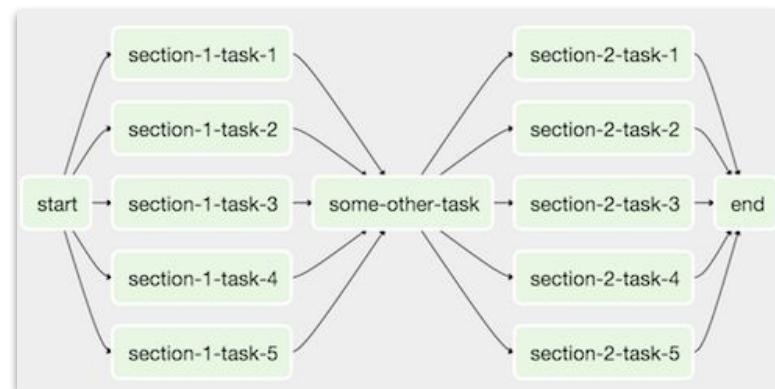 section-1-task-1
section-2-task-1
section-1-task-2
section-2-task-2
start
section-1-task-3
some-other-task
section-2-task-3
end
section-1-task-4
section-2-task-4
section-1-task-5
section-2-task-5